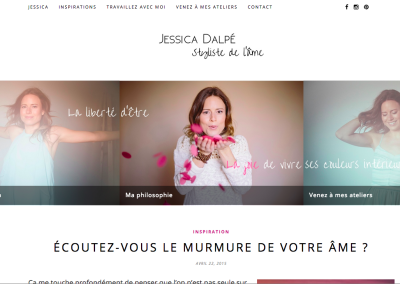 JESSICA INSPIRATIONS TRAVAILLEZ AVEC MOI VENEZ À MES ATELIERS CONTACT
JESSICA DALPÉ
Styliste de l'âme
La liberté d'être
La joie de vivre ses couleurs intérieu
Ma philosophie
Venez à mes ateliers
INSPIRATION
ÉCOUTEZ-VOUS LE MURMURE DE VOTRE ÂME ?
AVRIL 22, 2015
Ça me touche profondément de penser que l'on n'est pas seule sur